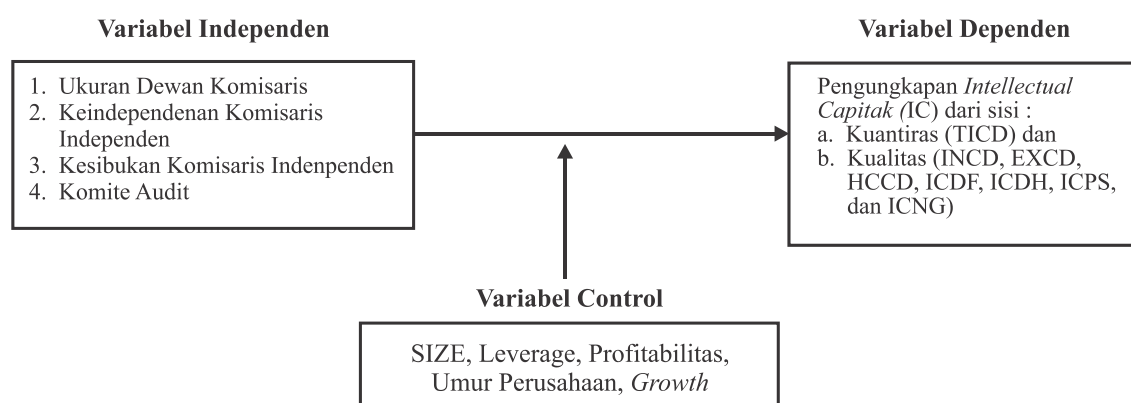 Variabel Independen
1. Ukuran Dewan Komisaris
2. Keindependenan Komisaris
Independen
3. Kesibukan Komisaris Indenpenden
4. Komite Audit
Variabel Dependen
Pengungkapan Intellectual
Capitak (IC) dari sisi :
a. Kuantiras (TICD) dan
b. Kualitas (INCD, EXCD,
HCCD, ICDF, ICDH, ICPS,
dan ICNG)
Variabel Control
SIZE, Leverage, Profitabilitas,
Umur Perusahaan, Growth